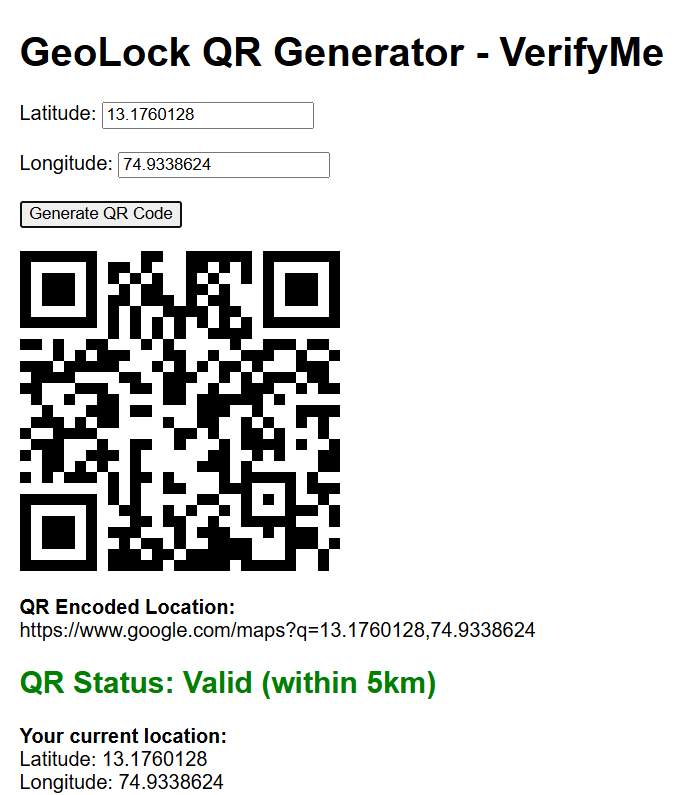 GeoLock QR Generator - VerifyMe
Latitude: 13.1760128
Longitude: 74.9338624
Generate QR Code
QR Encoded Location:
https://www.google.com/maps?q=13.1760128,74.9338624
QR Status: Valid (within 5km)
Your current location:
Latitude: 13.1760128
Longitude: 74.9338624